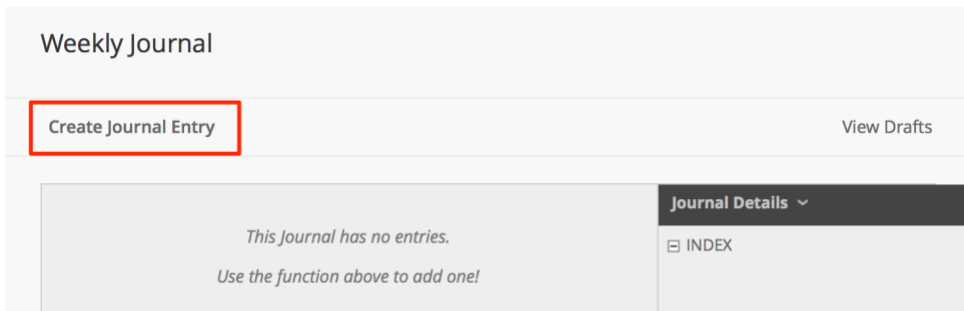 Weekly Journal
Create Journal Entry
View Drafts
This Journal has no entries.
Use the function above to add one!
Journal Details
INDEX